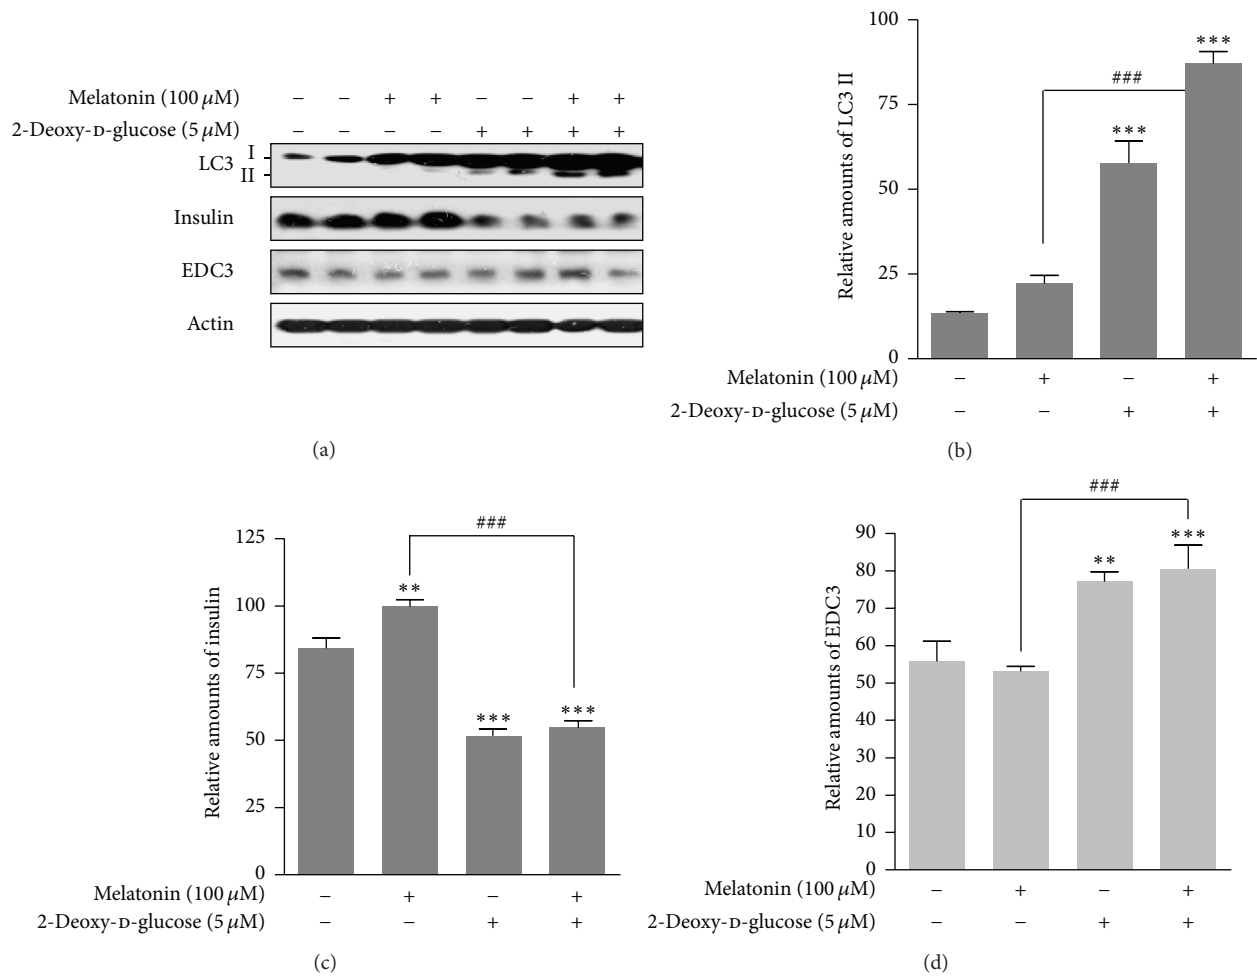 Melatonin (100 μM) − − + + − − + +
2-Deoxy-D-glucose (5 μM) − − − − + + + +
LC3 I
II
Insulin
EDC3
Actin
(a)
Relative amounts of LC3 II
100
75
50
25
0
###
***
***
Melatonin (100 μM) − + − +
2-Deoxy-D-glucose (5 μM) − − + +
(b)
Relative amounts of insulin
125
100
75
50
25
0
###
**
***
***
Melatonin (100 μM) − + − +
2-Deoxy-D-glucose (5 μM) − − + +
(c)
Relative amounts of EDC3
90
80
70
60
50
40
30
20
10
0
###
**
***
Melatonin (100 μM) − + − +
2-Deoxy-D-glucose (5 μM) − − + +
(d)